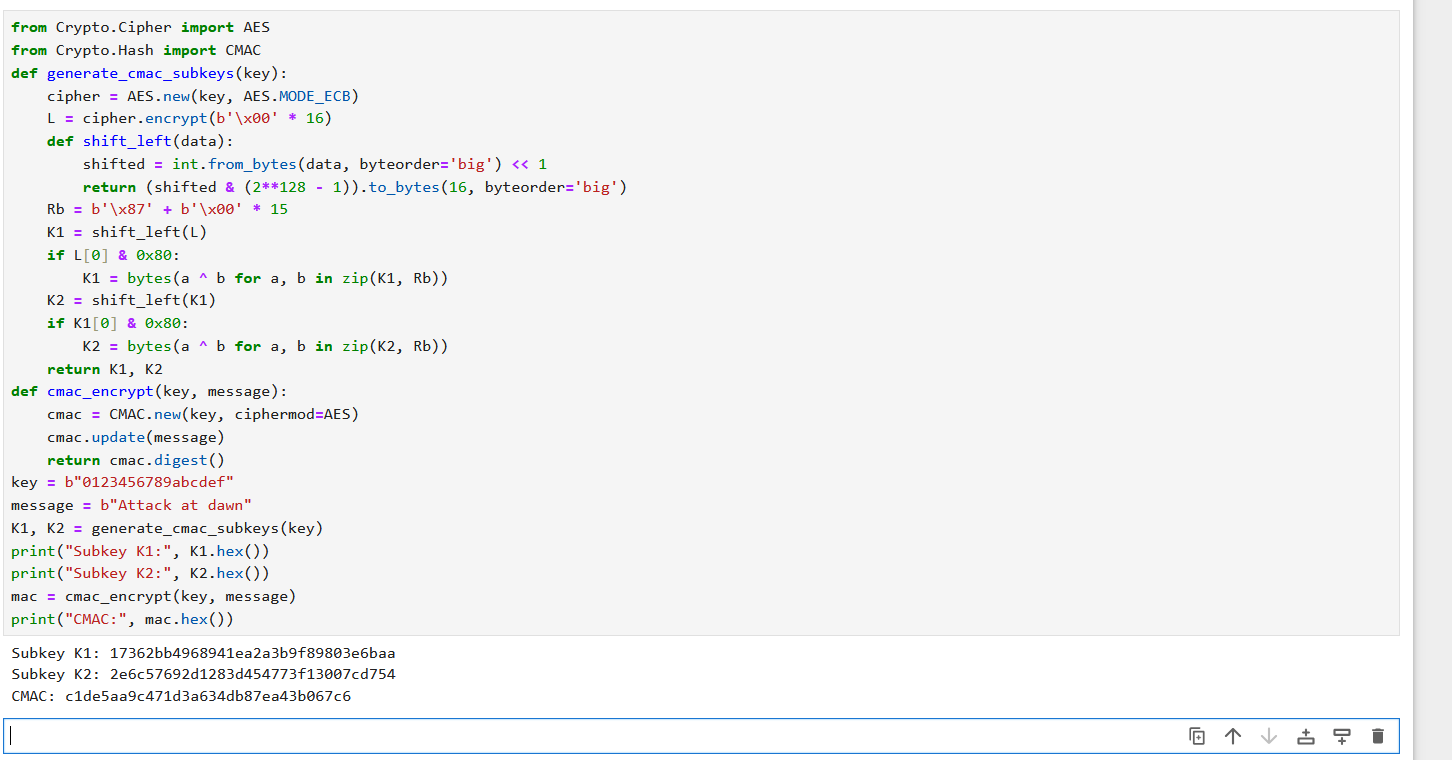 from Crypto.Cipher import AES
from Crypto.Hash import CMAC
def generate_cmac_subkeys(key):
    cipher = AES.new(key, AES.MODE_ECB)
    L = cipher.encrypt(b'\x00' * 16)
    def shift_left(data):
        shifted = int.from_bytes(data, byteorder='big') << 1
        return (shifted & (2**128 - 1)).to_bytes(16, byteorder='big')
    Rb = b'\x87' + b'\x00' * 15
    K1 = shift_left(L)
    if L[0] & 0x80:
        K1 = bytes(a ^ b for a, b in zip(K1, Rb))
    K2 = shift_left(K1)
    if K1[0] & 0x80:
        K2 = bytes(a ^ b for a, b in zip(K2, Rb))
    return K1, K2
def cmac_encrypt(key, message):
    cmac = CMAC.new(key, ciphermod=AES)
    cmac.update(message)
    return cmac.digest()
key = b"0123456789abcdef"
message = b"Attack at dawn"
K1, K2 = generate_cmac_subkeys(key)
print("Subkey K1:", K1.hex())
print("Subkey K2:", K2.hex())
mac = cmac_encrypt(key, message)
print("CMAC:", mac.hex())
Subkey K1: 17362bb4968941ea2a3b9f89803e6baa
Subkey K2: 2e6c57692d1283d454773f13007cd754
CMAC: c1de5aa9c471d3a634db87ea43b067c6